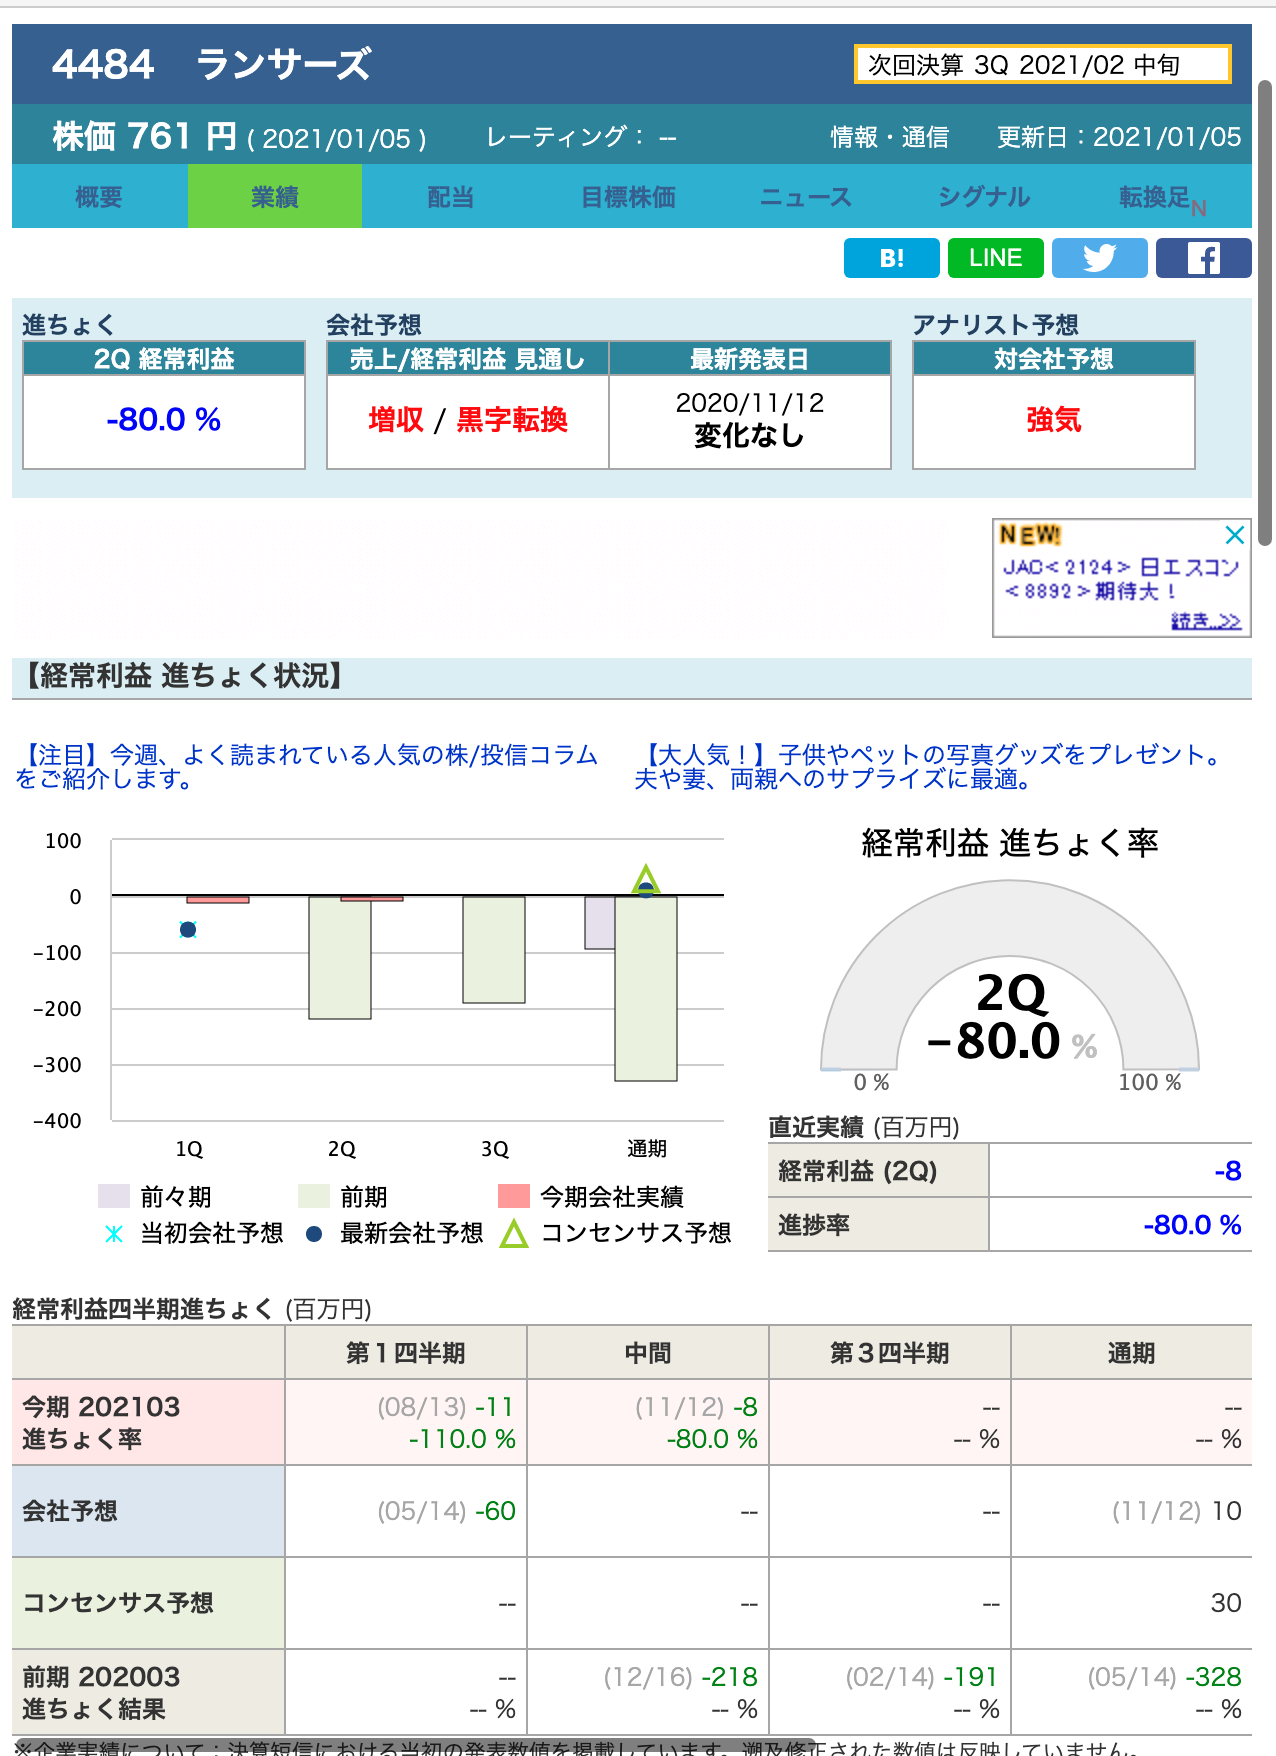 4484 ランサーズ
次回決算 3Q 2021/02 中旬
株価 761 円 ( 2021/01/05 ) レーティング： -- 情報・通信 更新日：2021/01/05
概要 業績 配当 目標株価 ニュース シグナル 転換足N
B! LINE
進ちょく 会社予想 アナリスト予想
2Q 経常利益 売上/経常利益 見通し 最新発表日 対会社予想
-80.0 % 増収 / 黒字転換 2020/11/12 強気
変化なし
NEW!
JAC<2124> 日エスコン
<8892>期待大！
続き..>>
【経常利益 進ちょく状況】
【注目】今週、よく読まれている人気の株/投信コラム
をご紹介します。
【大人気！】子供やペットの写真グッズをプレゼント。
夫や妻、両親へのサプライズに最適。
100
0
-100
-200
-300
-400
1Q 2Q 3Q 通期
前々期 前期 今期会社実績
当初会社予想 最新会社予想 コンセンサス予想
経常利益 進ちょく率
2Q
-80.0 %
0 % 100 %
直近実績 (百万円)
経常利益 (2Q) -8
進捗率 -80.0 %
経常利益四半期進ちょく (百万円)
第１四半期 中間 第３四半期 通期
今期 202103 (08/13) -11 (11/12) -8 -- --
進ちょく率 -110.0 % -80.0 % -- % -- %
会社予想 (05/14) -60 -- -- (11/12) 10
コンセンサス予想 -- -- -- 30
前期 202003 -- (12/16) -218 (02/14) -191 (05/14) -328
進ちょく結果 -- % -- % -- % -- %
※企業実績について：決算短信における当初の発表数値を掲載しています。遡及修正された数値は反映していません。